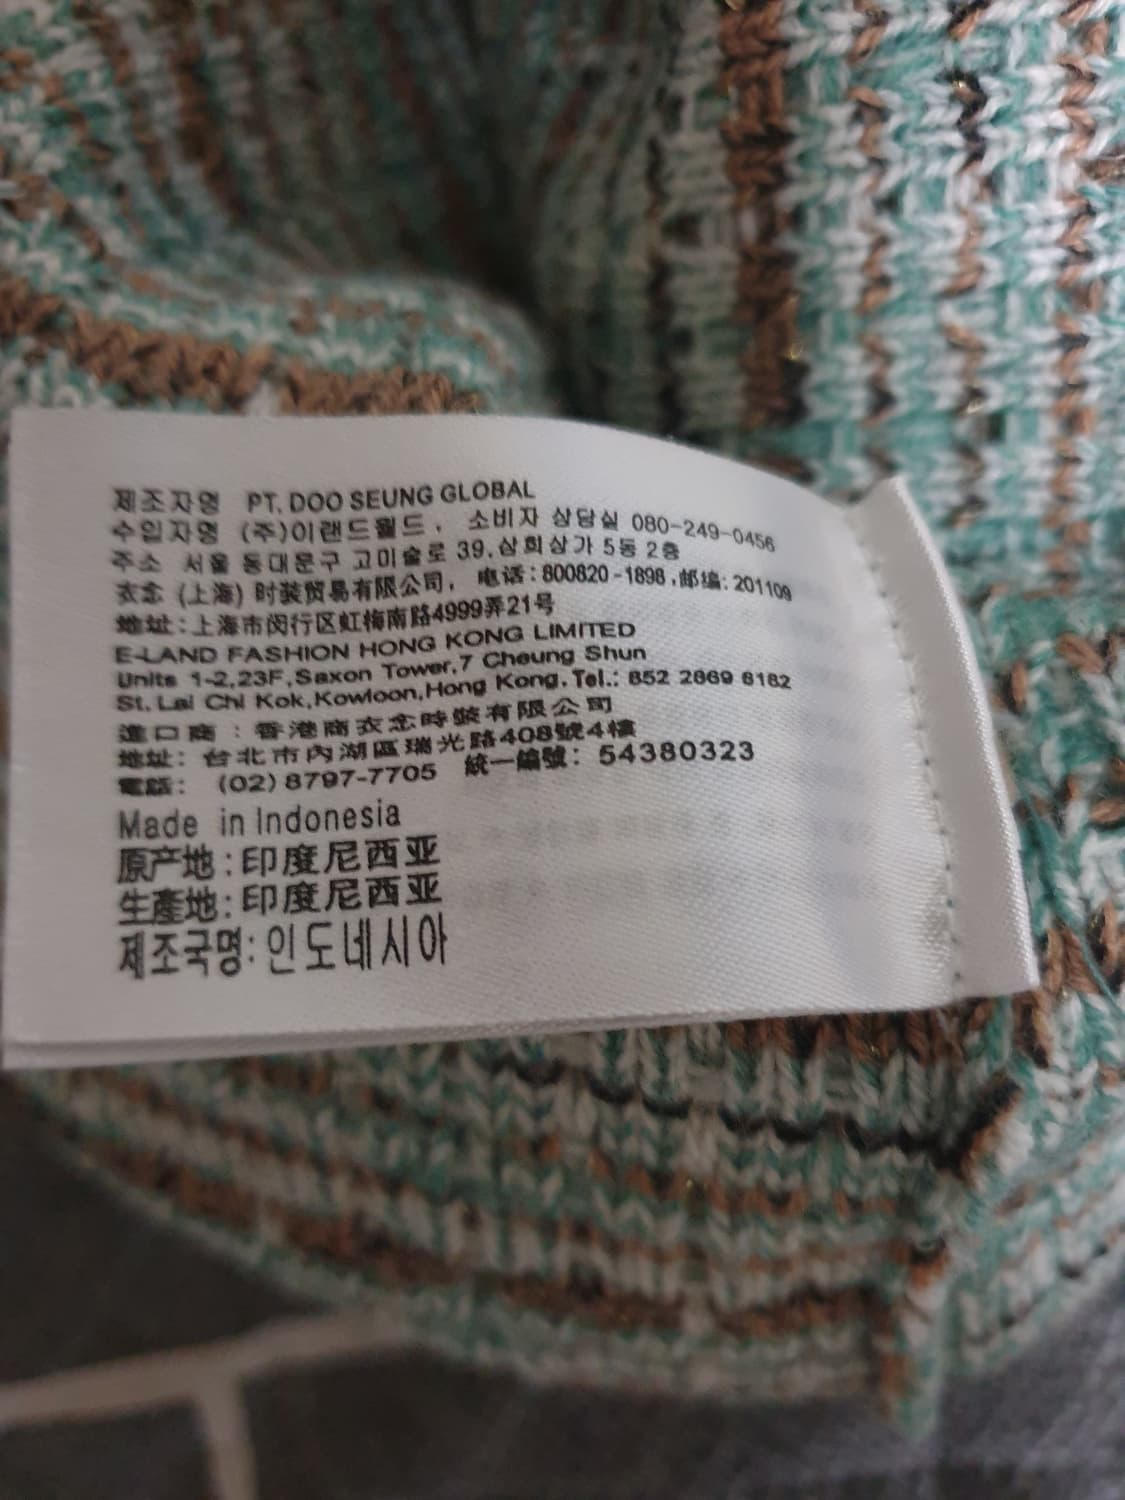 제조자명 PT. DOO SEUNG GLOBAL
수입자명 (주)이랜드월드, 소비자 상담실 080-249-0456
주소 서울 동대문구 고미술로 39, 삼희상가 5동 2층
衣念 (上海) 时装贸易有限公司, 电话:800820-1898,邮编:201109
地址:上海市闵行区虹梅南路4999弄21号
E-LAND FASHION HONG KONG LIMITED
Units 1-2,23F,Saxon Tower,7 Cheung Shun
St, Lai Chi Kok,Kowloon,Hong Kong. Tel.: 852 2869 6182
進口商 : 香港商衣念時裝有限公司
地址: 台北市內湖區瑞光路408號4樓
電話: (02) 8797-7705 統一編號: 54380323
Made in Indonesia
原产地:印度尼西亚
生產地:印度尼西亚
제조국명: 인도네시아